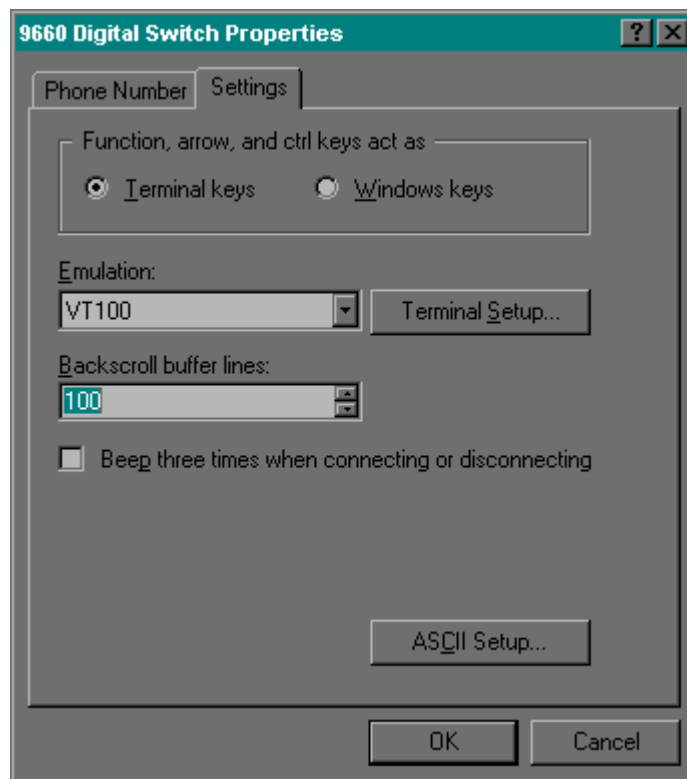 9660 Digital Switch Properties
Phone Number Settings
Function, arrow, and ctrl keys act as
Terminal keys Windows keys
Emulation:
VT100 Terminal Setup...
Backscroll buffer lines:
100
Beep three times when connecting or disconnecting
ASCII Setup...
OK Cancel